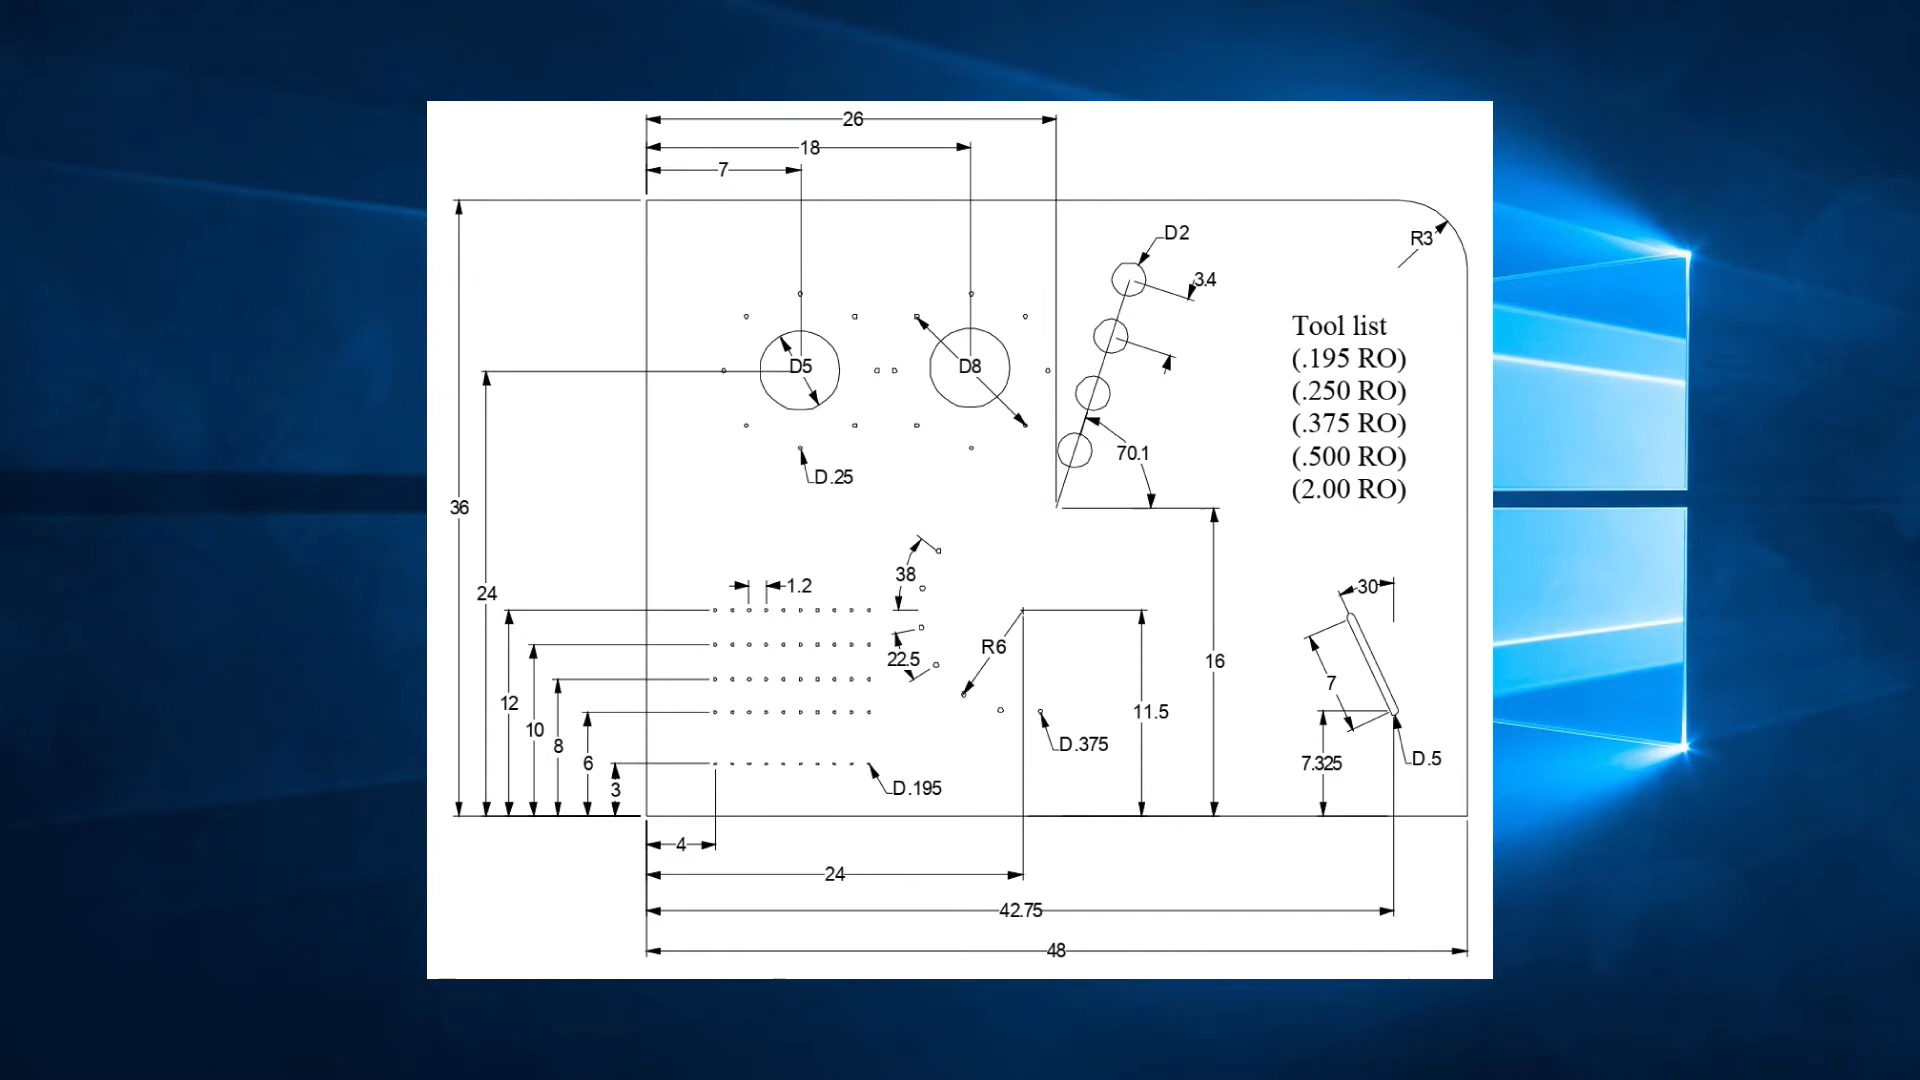 26
18
7
D2
R3
3.4
Tool list
(.195 RO)
(.250 RO)
(.375 RO)
(.500 RO)
(2.00 RO)
D5
D8
70.1
D.25
36
24
38
1.2
30
R6
22.5
16
7
12
11.5
10
8
D.375
6
7.325
D.5
3
D.195
4
24
42.75
48